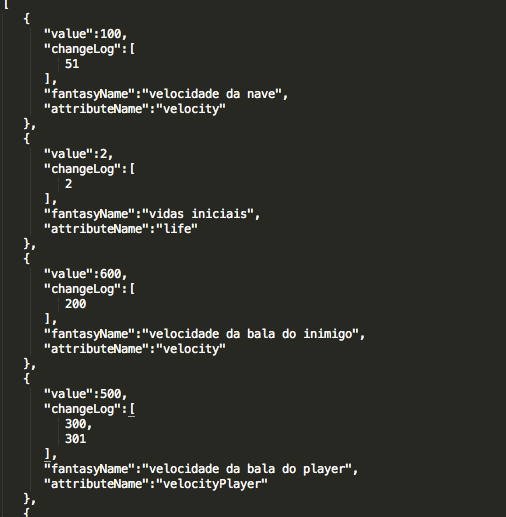 [
{
"value":100,
"changeLog":[
51
],
"fantasyName":"velocidade da nave",
"attributeName":"velocity"
},
{
"value":2,
"changeLog":[
2
],
"fantasyName":"vidas iniciais",
"attributeName":"life"
},
{
"value":600,
"changeLog":[
200
],
"fantasyName":"velocidade da bala do inimigo",
"attributeName":"velocity"
},
{
"value":500,
"changeLog":[
300,
301
],
"fantasyName":"velocidade da bala do player",
"attributeName":"velocityPlayer"
},
{